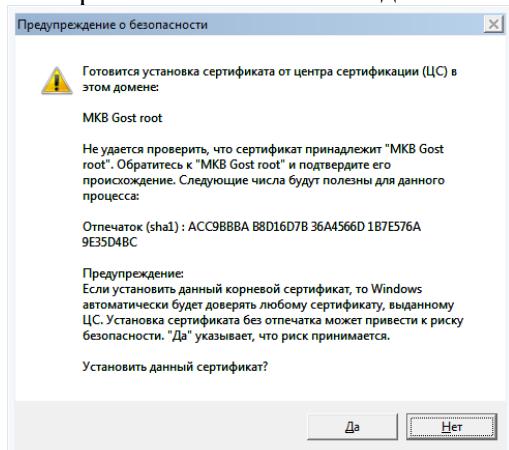 Предупреждение о безопасности
Готовится установка сертификата от центра сертификации (ЦС) в
этом домене:
MKB Gost root
Не удается проверить, что сертификат принадлежит "MKB Gost
root". Обратитесь к "MKB Gost root" и подтвердите его
происхождение. Следующие числа будут полезны для данного
процесса:
Отпечаток (sha1) : ACC9BBBA B8D16D7B 36A4566D 1B7E576A
9E35D4BC
Предупреждение:
Если установить данный корневой сертификат, то Windows
автоматически будет доверять любому сертификату, выданному
ЦС. Установка сертификата без отпечатка может привести к риску
безопасности. "Да" указывает, что риск принимается.
Установить данный сертификат?
Да
Нет